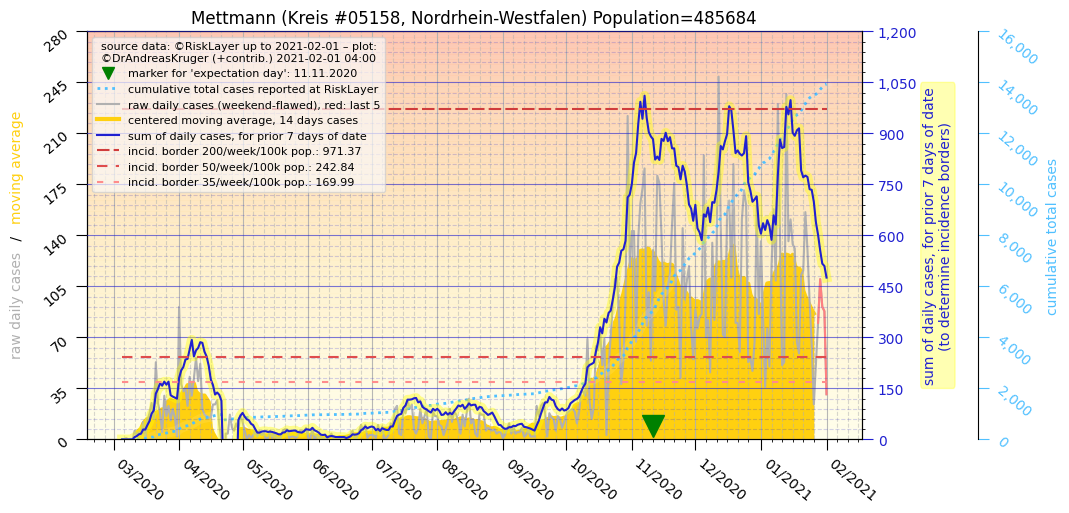 Mettmann (Kreis #05158, Nordrhein-Westfalen) Population=485684
source data: ©RiskLayer up to 2021-02-01 – plot:
©DrAndreasKruger (+contrib.) 2021-02-01 04:00
marker for 'expectation day': 11.11.2020
cumulative total cases reported at RiskLayer
raw daily cases (weekend-flawed), red: last 5
centered moving average, 14 days cases
sum of daily cases, for prior 7 days of date
incid. border 200/week/100k pop.: 971.37
incid. border 50/week/100k pop.: 242.84
incid. border 35/week/100k pop.: 169.99
raw daily cases / moving average
280
245
210
175
140
105
70
35
0
03/2020
04/2020
05/2020
06/2020
07/2020
08/2020
09/2020
10/2020
11/2020
12/2020
01/2021
02/2021
1,200
1,050
900
750
600
450
300
150
0
sum of daily cases, for prior 7 days of date
(to determine incidence borders)
16,000
14,000
12,000
10,000
8,000
6,000
4,000
2,000
0
cumulative total cases